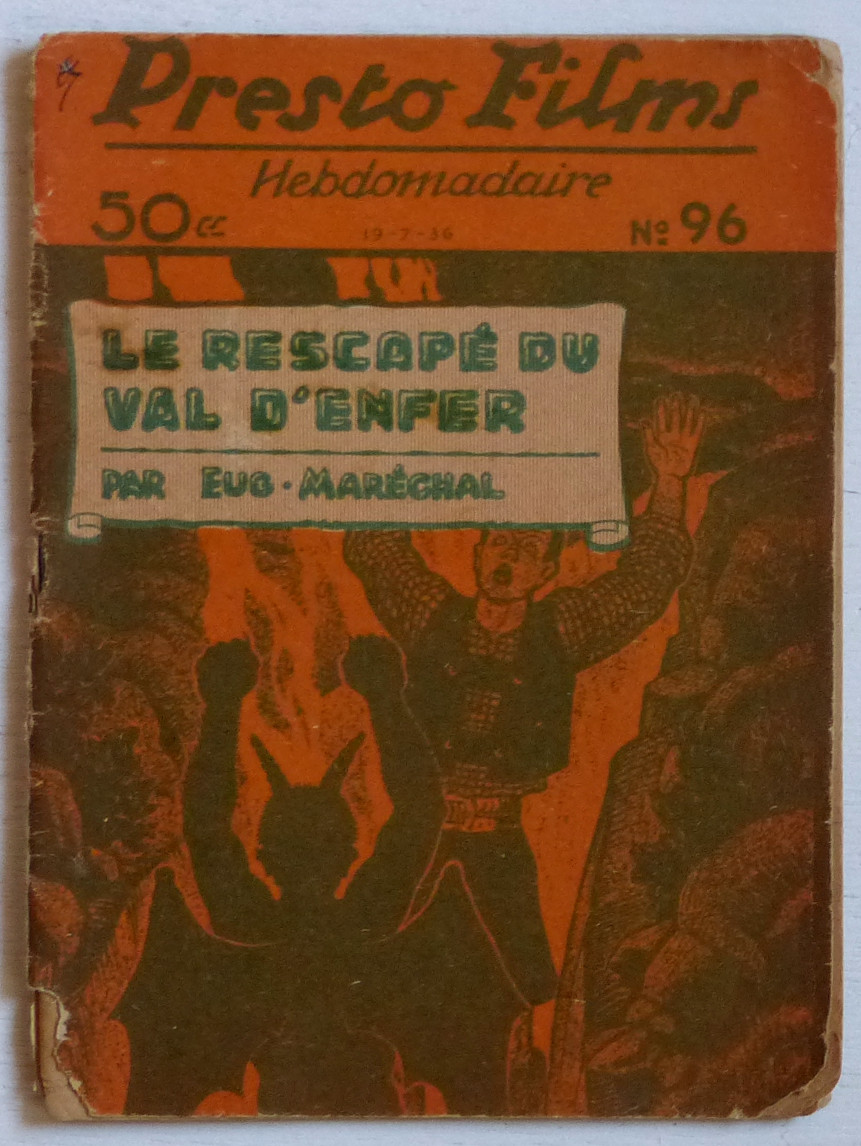 Presto Films
Hebdomadaire
50 cs
19-7-36
No 96
LE RESCAPÉ DU
VAL D'ENFER
PAR EUG. MARÉCHAL